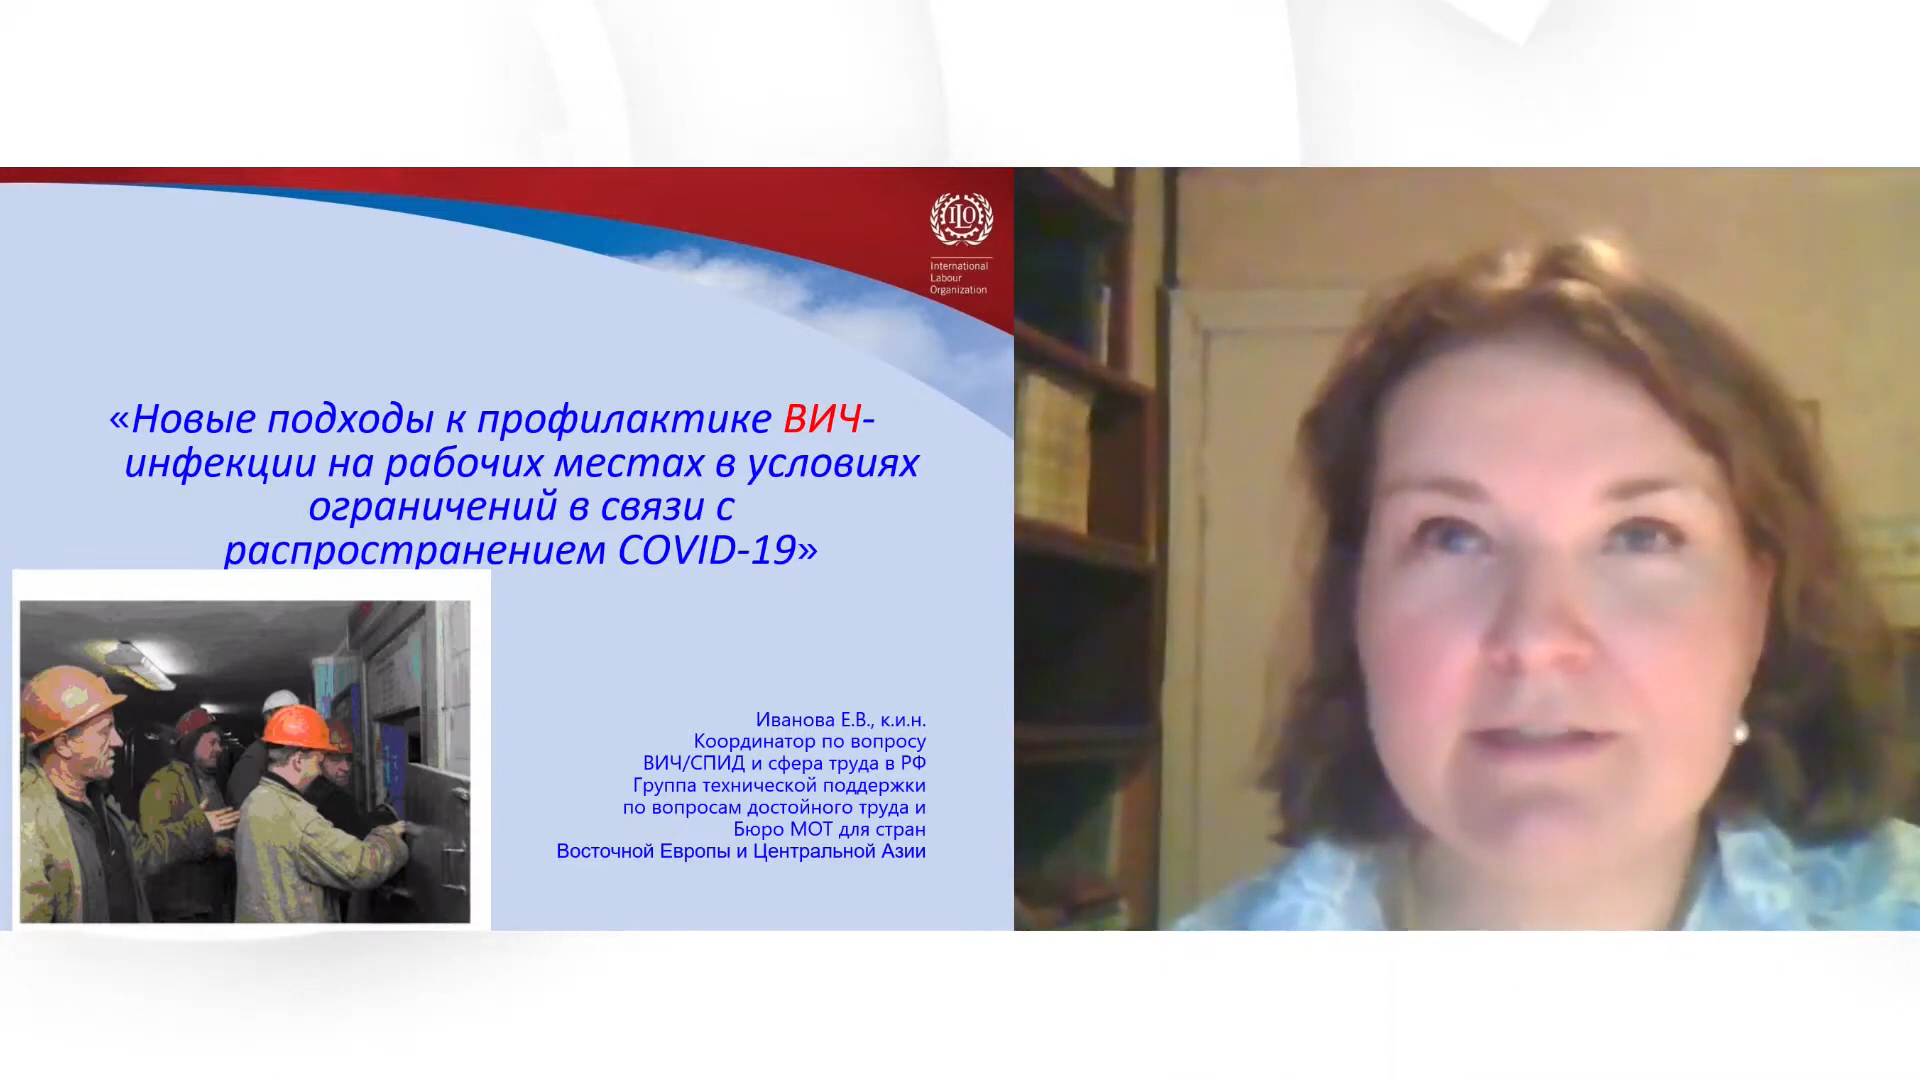 ILO
International
Labour
Organization
«Новые подходы к профилактике ВИЧ-
инфекции на рабочих местах в условиях
ограничений в связи с
распространением COVID-19»
Иванова Е.В., к.и.н.
Координатор по вопросу
ВИЧ/СПИД и сфера труда в РФ
Группа технической поддержки
по вопросам достойного труда и
Бюро МОТ для стран
Восточной Европы и Центральной Азии